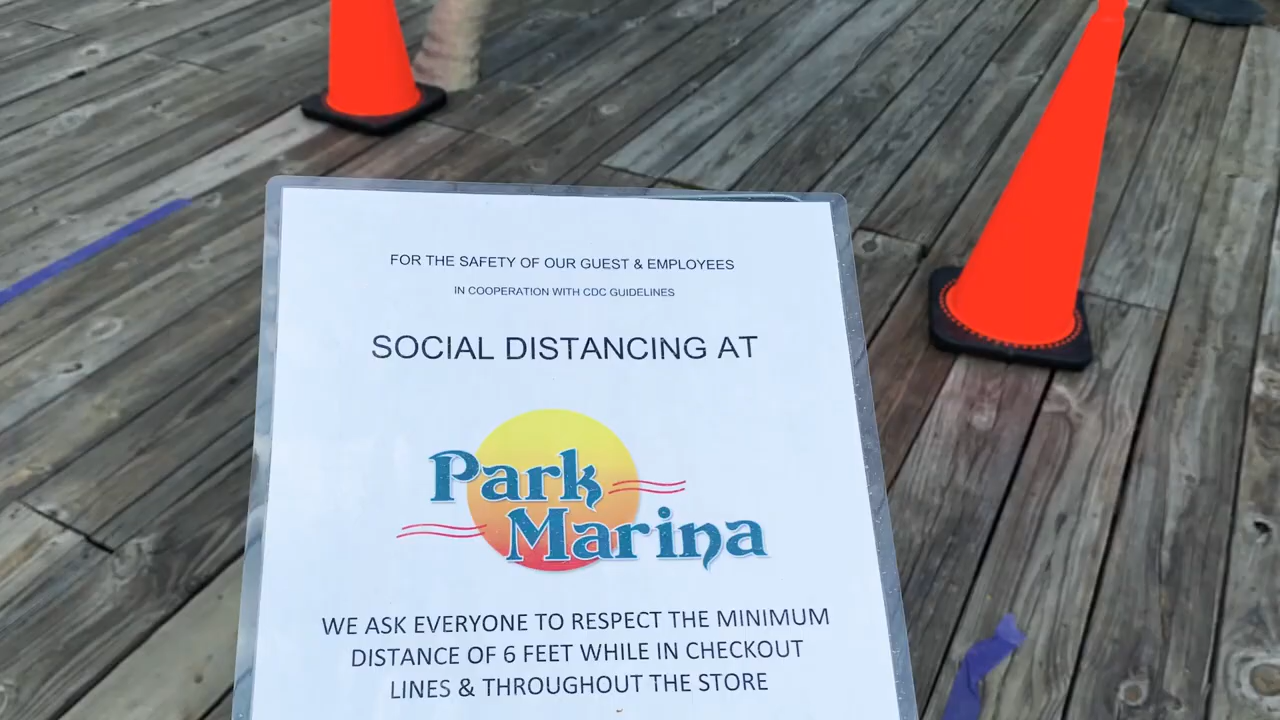 FOR THE SAFETY OF OUR GUEST & EMPLOYEES
IN COOPERATION WITH CDC GUIDELINES
SOCIAL DISTANCING AT
Park
Marina
WE ASK EVERYONE TO RESPECT THE MINIMUM
DISTANCE OF 6 FEET WHILE IN CHECKOUT
LINES & THROUGHOUT THE STORE